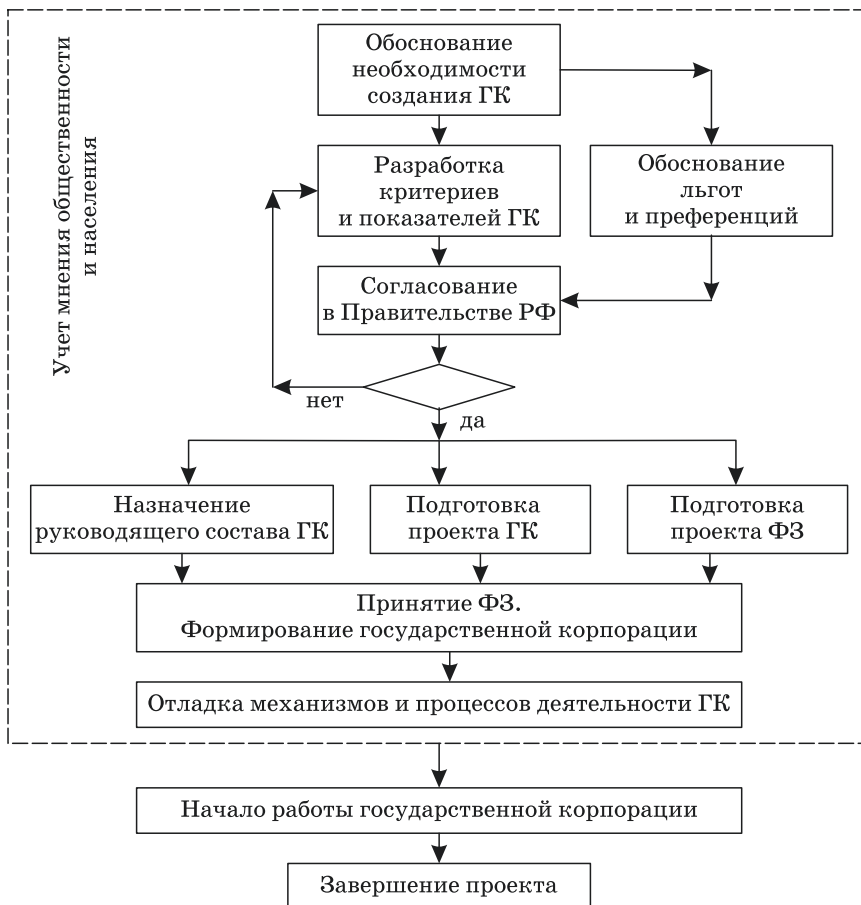 Учет мнения общественности
и населения
Обоснование
необходимости
создания ГК
Разработка
критериев
и показателей ГК
Обоснование
льгот
и преференций
Согласование
в Правительстве РФ
нет
да
Назначение
руководящего состава ГК
Подготовка
проекта ГК
Подготовка
проекта ФЗ
Принятие ФЗ.
Формирование государственной корпорации
Отладка механизмов и процессов деятельности ГК
Начало работы государственной корпорации
Завершение проекта